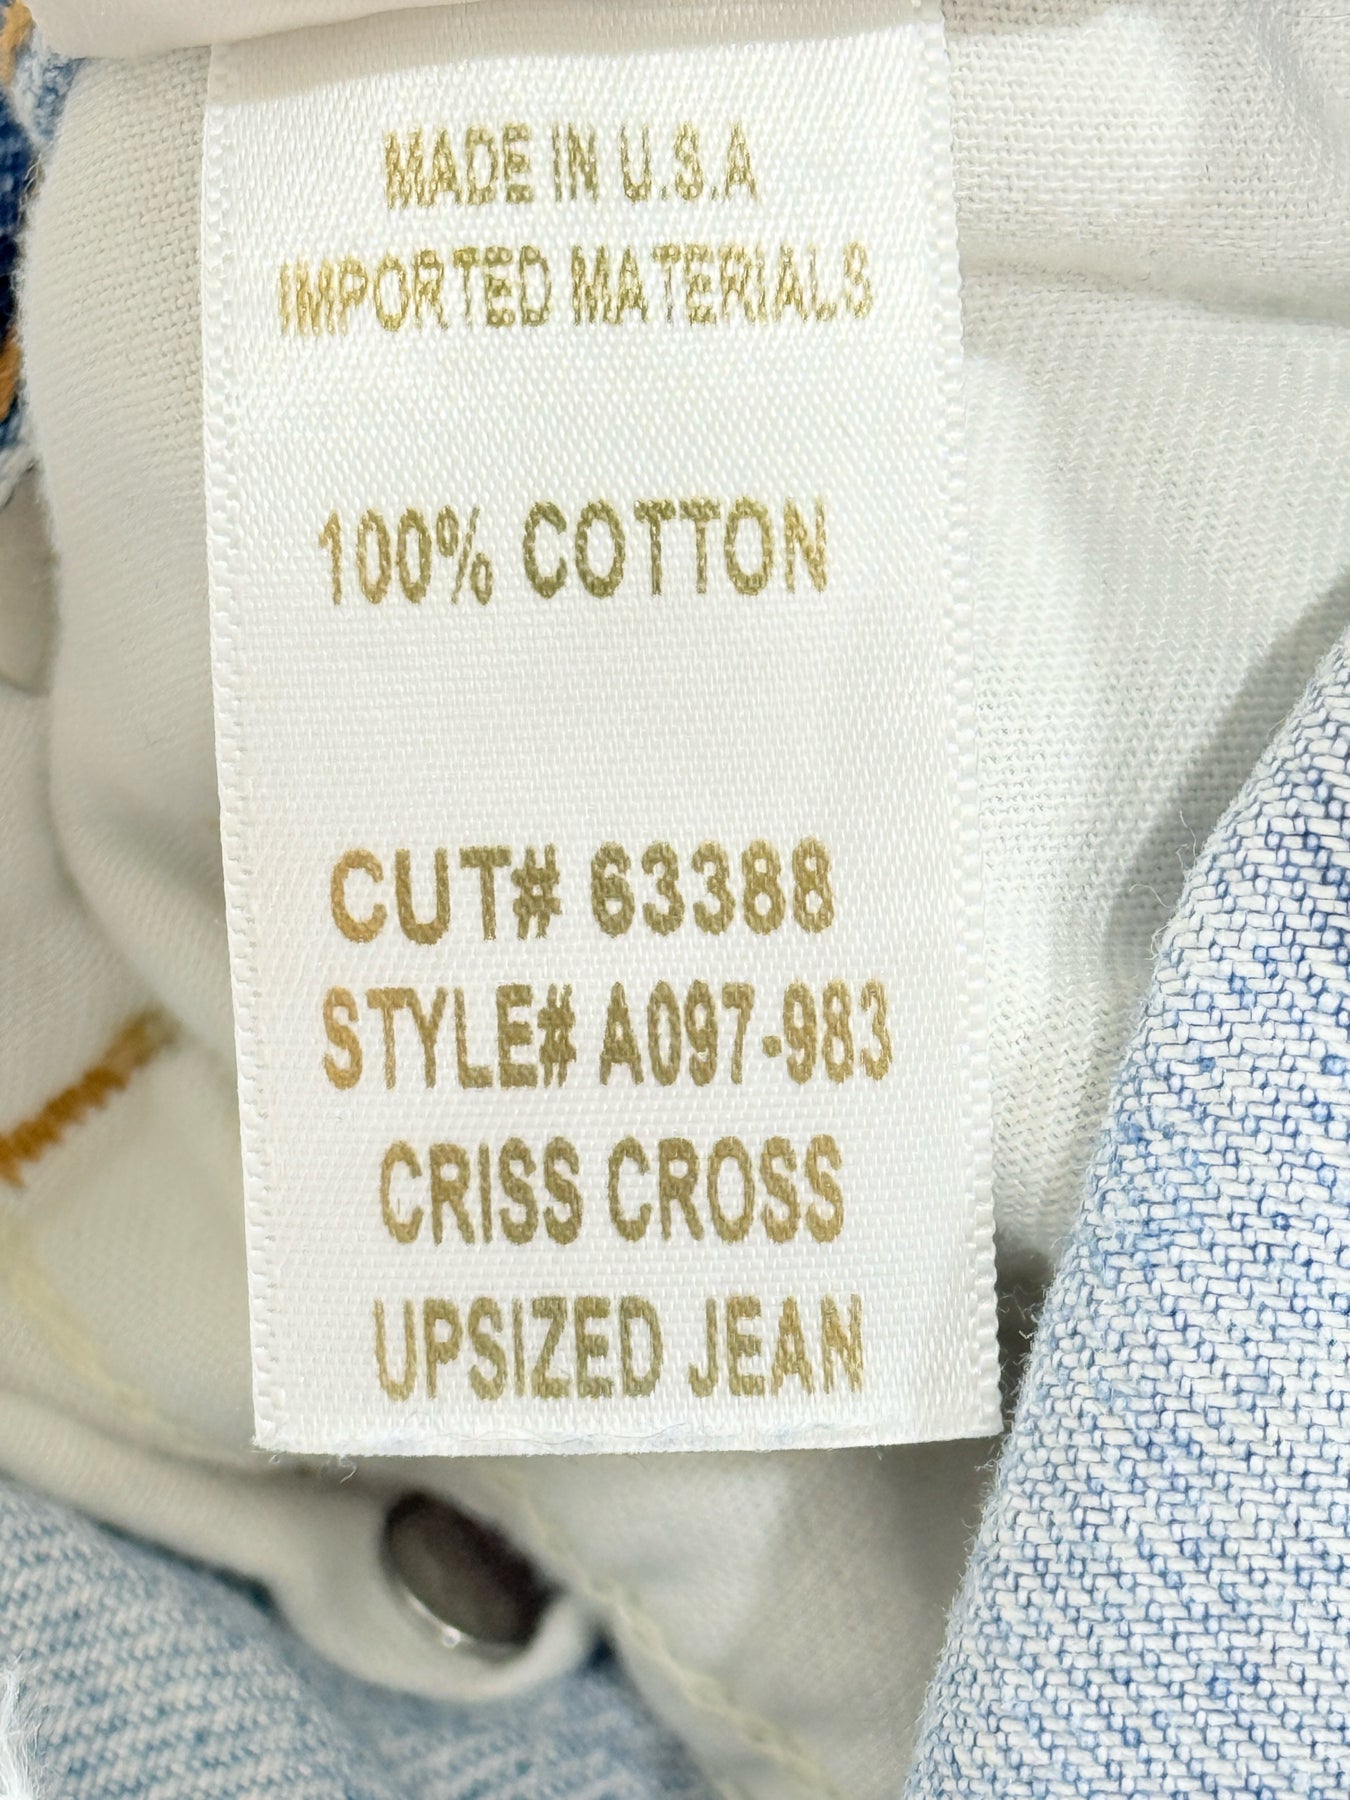 MADE IN U.S.A
IMPORTED MATERIALS
100% COTTON
CUT# 63388
STYLE# A097-983
CRISS CROSS
UPSIZED JEAN